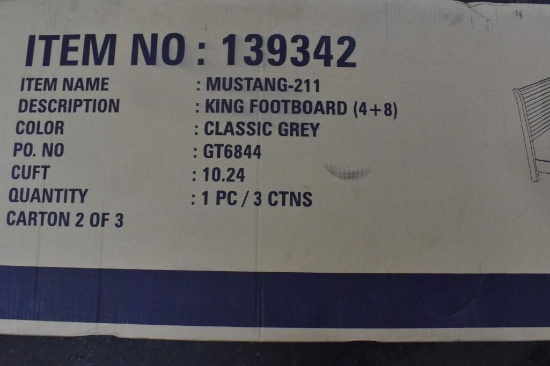 ITEM NO : 139342
ITEM NAME : MUSTANG-211
DESCRIPTION : KING FOOTBOARD (4+8)
COLOR : CLASSIC GREY
PO. NO : GT6844
CUFT : 10.24
QUANTITY : 1 PC / 3 CTNS
CARTON 2 OF 3